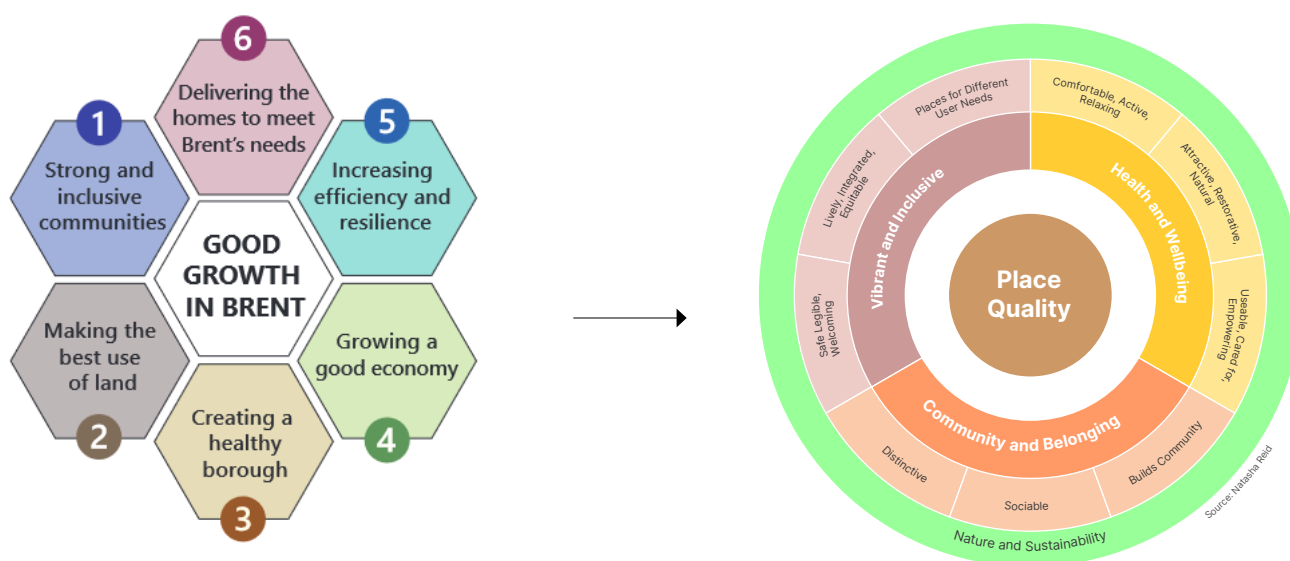 6
Delivering the
homes to meet
Brent's needs
1
Strong and
inclusive
communities
5
Increasing
efficiency and
resilience
GOOD
GROWTH
IN BRENT
Making the
best use
of land
2
Growing a
good economy
4
Creating a
healthy
borough
3
Place
Quality
Vibrant and Inclusive
Health and Wellbeing
Community and Belonging
Places for Different
User Needs
Comfortable, Active,
Relaxing
Attractive, Restorative,
Natural
Useable, Cared for,
Empowering
Builds Community
Sociable
Distinctive
Safe Legible,
Welcoming
Lively, Integrated,
Equitable
Nature and Sustainability
Source: Natasha Reid